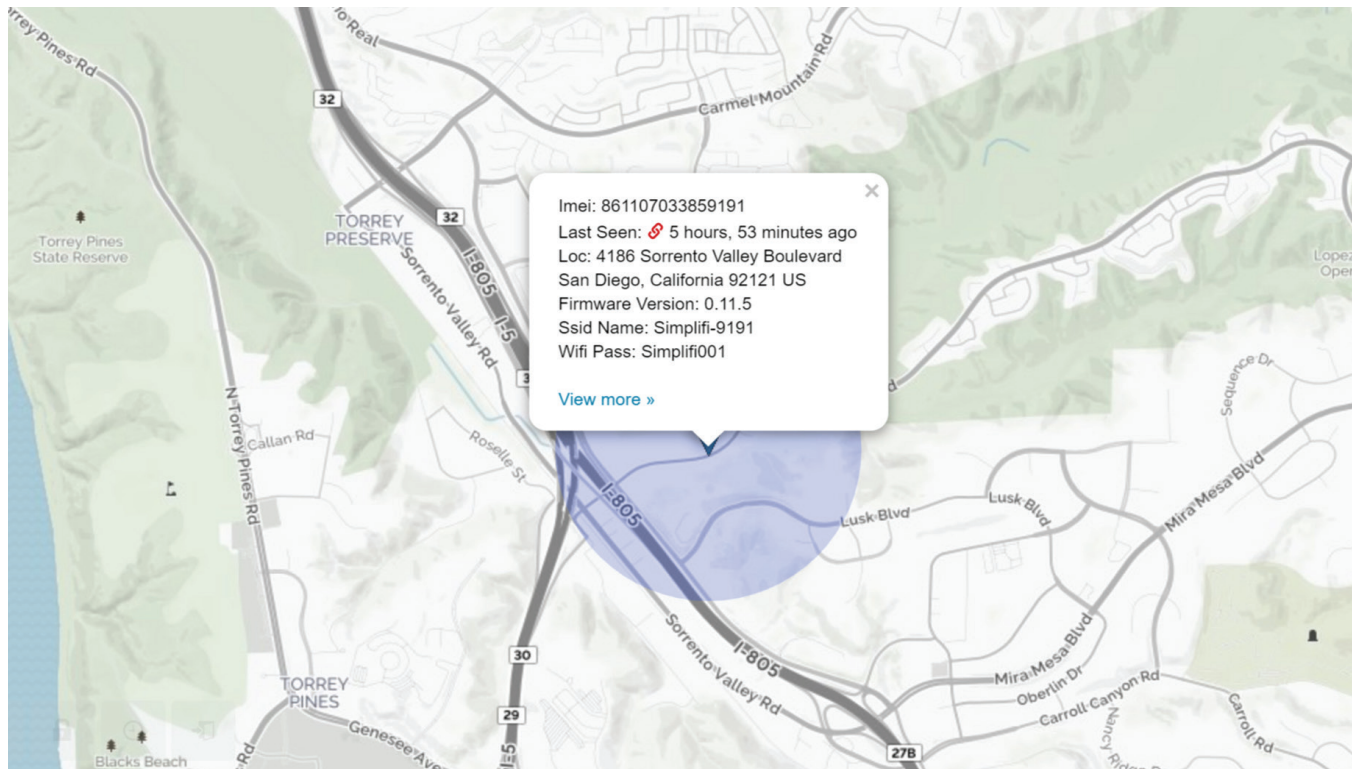 Torrey Pines Rd
Real
32
Carmel Mountain Rd
32
TORREY
PRESERVE
Torrey Pines
State Reserve
I-805
I-5
Sorrento Valley Rd
×
Imei: 861107033859191
Last Seen: 5 hours, 53 minutes ago
Loc: 4186 Sorrento Valley Boulevard
San Diego, California 92121 US
Firmware Version: 0.11.5
Ssid Name: Simplifi-9191
Wifi Pass: Simplifi001
View more »
Lopez
Open
Sequence Dr
N Torrey Pines Rd
Callan Rd
Roselle St
I-805
Lusk Blvd
Lusk Blvd
Mira Mesa Blvd
30
Sorrento Valley Rd
I-805
Mira Mesa Blvd
Oberlin Dr
Carroll Canyon Rd
Carroll Rd
TORREY
PINES
29
I-5
Genesee Ave
Rd
27B
Nancy Ridge Dr
Blacks Beach